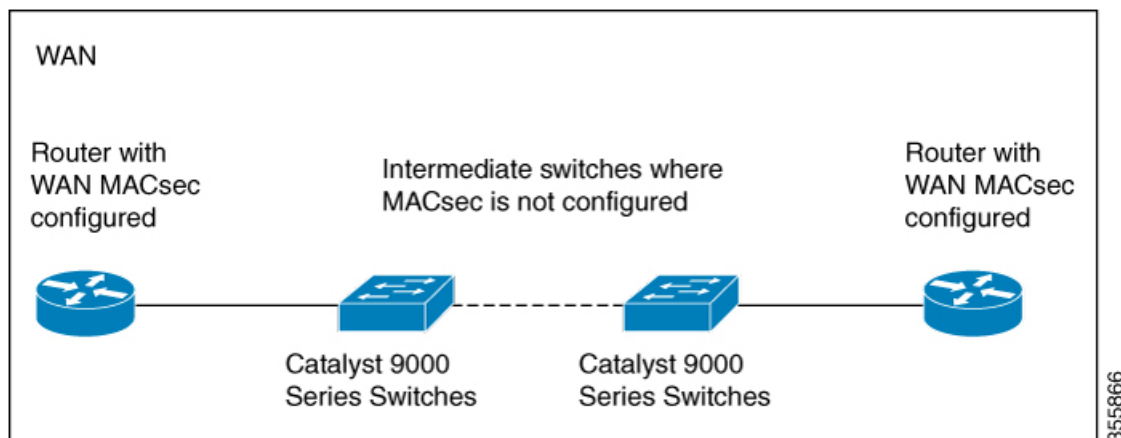 WAN
Router with
WAN MACsec
configured
Intermediate switches where
MACsec is not configured
Router with
WAN MACsec
configured
Catalyst 9000
Series Switches
Catalyst 9000
Series Switches
355866